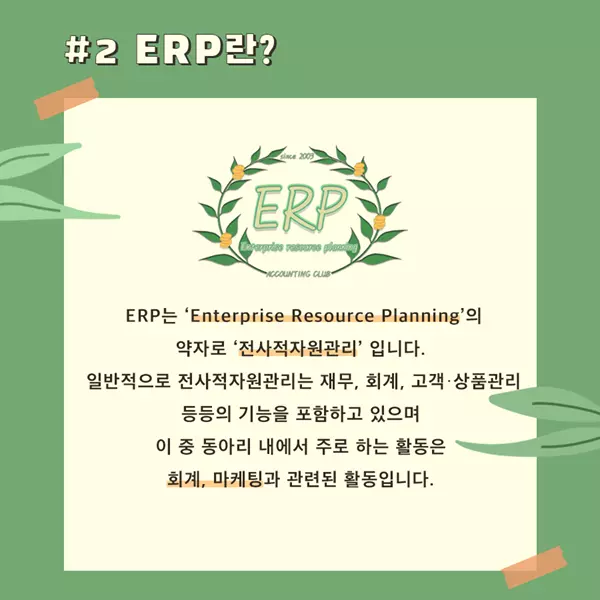 #2 ERP란?
since 2003
ERP
Enterprise resource planning
ACCOUNTING CLUB
ERP는 ‘Enterprise Resource Planning’의
약자로 ‘전사적자원관리’ 입니다.
일반적으로 전사적자원관리는 재무, 회계, 고객·상품관리
등등의 기능을 포함하고 있으며
이 중 동아리 내에서 주로 하는 활동은
회계, 마케팅과 관련된 활동입니다.